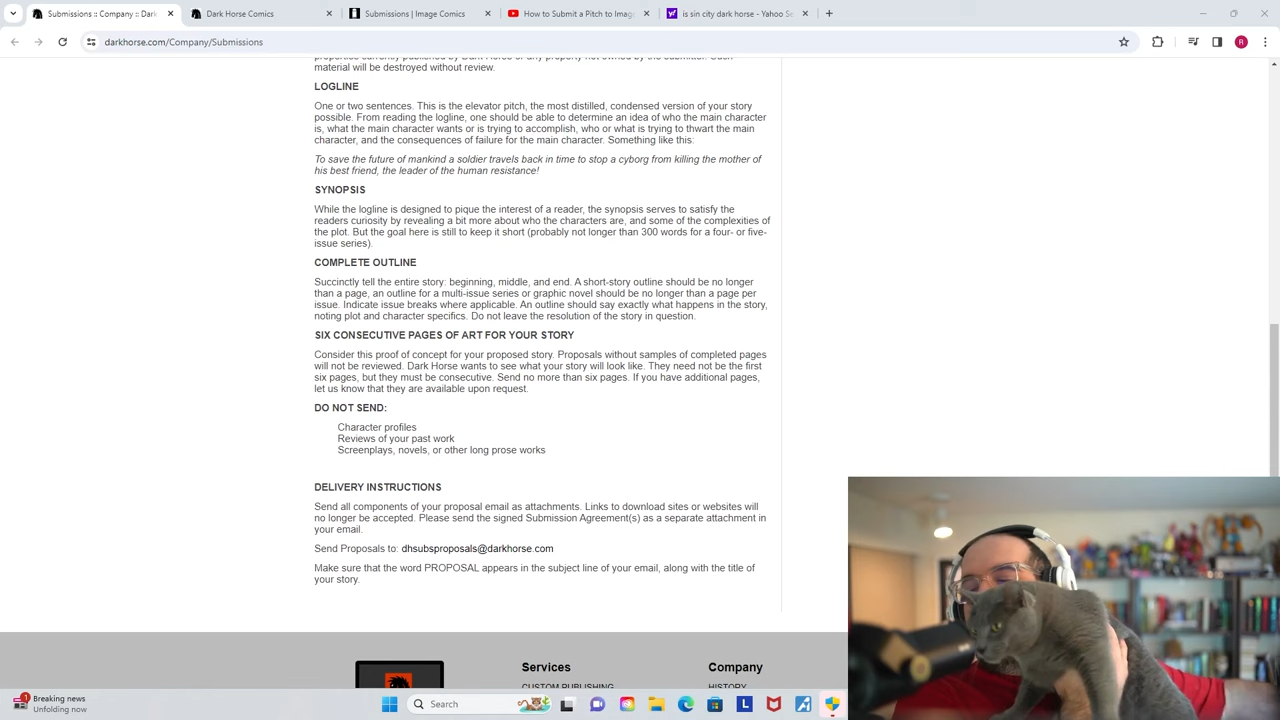 Submissions :: Company :: Dark
Dark Horse Comics
Submissions | Image Comics
How to Submit a Pitch to Imag
is sin city dark horse - Yahoo Se
darkhorse.com/Company/Submissions
R
material will be destroyed without review.
LOGLINE
One or two sentences. This is the elevator pitch, the most distilled, condensed version of your story
possible. From reading the logline, one should be able to determine an idea of who the main character
is, what the main character wants or is trying to accomplish, who or what is trying to thwart the main
character, and the consequences of failure for the main character. Something like this:
To save the future of mankind a soldier travels back in time to stop a cyborg from killing the mother of
his best friend, the leader of the human resistance!
SYNOPSIS
While the logline is designed to pique the interest of a reader, the synopsis serves to satisfy the
readers curiosity by revealing a bit more about who the characters are, and some of the complexities of
the plot. But the goal here is still to keep it short (probably not longer than 300 words for a four- or five-
issue series).
COMPLETE OUTLINE
Succinctly tell the entire story: beginning, middle, and end. A short-story outline should be no longer
than a page, an outline for a multi-issue series or graphic novel should be no longer than a page per
issue. Indicate issue breaks where applicable. An outline should say exactly what happens in the story,
noting plot and character specifics. Do not leave the resolution of the story in question.
SIX CONSECUTIVE PAGES OF ART FOR YOUR STORY
Consider this proof of concept for your proposed story. Proposals without samples of completed pages
will not be reviewed. Dark Horse wants to see what your story will look like. They need not be the first
six pages, but they must be consecutive. Send no more than six pages. If you have additional pages,
let us know that they are available upon request.
DO NOT SEND:
Character profiles
Reviews of your past work
Screenplays, novels, or other long prose works
DELIVERY INSTRUCTIONS
Send all components of your proposal email as attachments. Links to download sites or websites will
no longer be accepted. Please send the signed Submission Agreement(s) as a separate attachment in
your email.
Send Proposals to: dhsubsproposals@darkhorse.com
Make sure that the word PROPOSAL appears in the subject line of your email, along with the title of
your story.
Services
Company
CUSTOM PUBLISHING
HISTORY
1
Breaking news
Unfolding now
Search
L